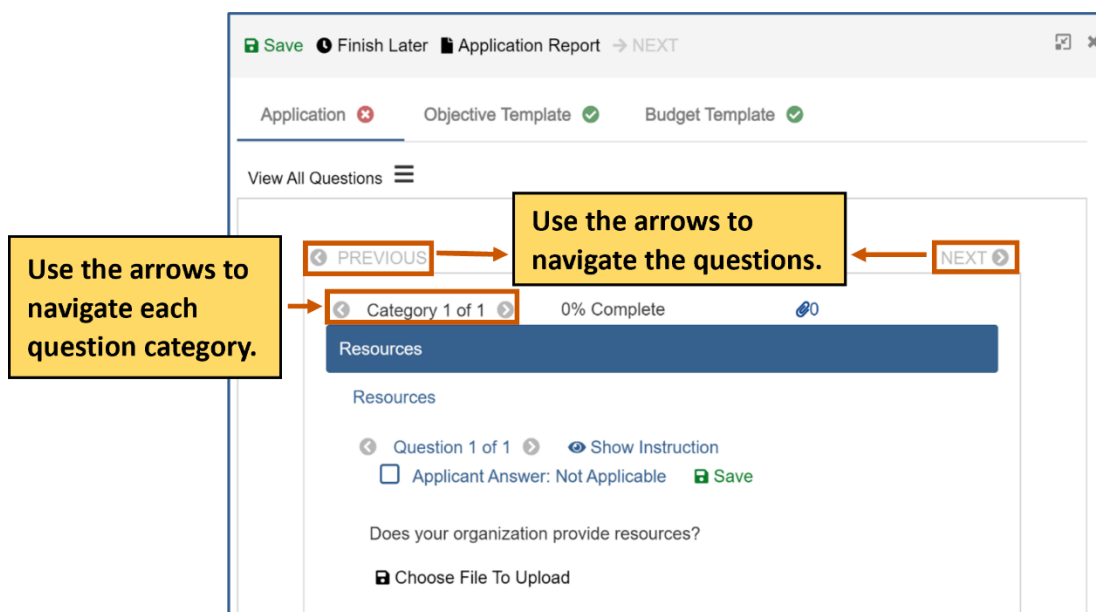 Save Finish Later Application Report NEXT
Application Objective Template Budget Template
View All Questions
Use the arrows to
navigate the questions.
PREVIOUS
NEXT
Use the arrows to
navigate each
question category.
Category 1 of 1 0% Complete 0
Resources
Resources
Question 1 of 1 Show Instruction
Applicant Answer: Not Applicable Save
Does your organization provide resources?
Choose File To Upload